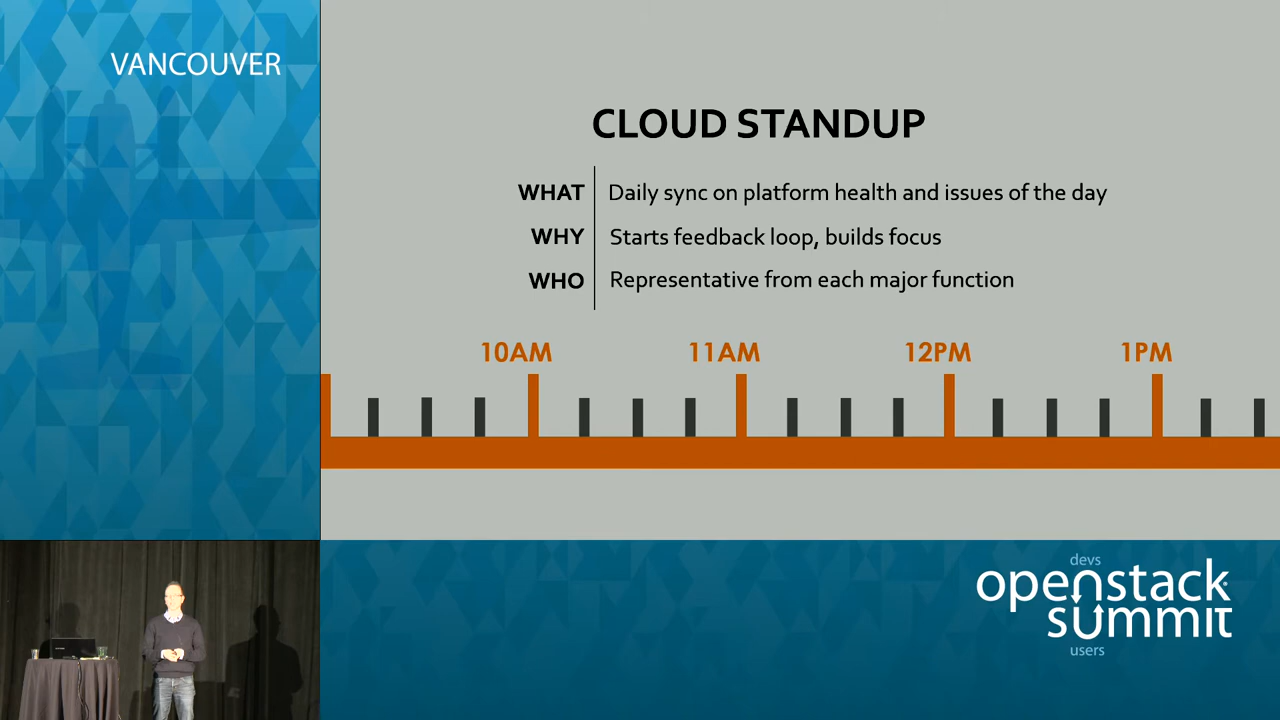 VANCOUVER
CLOUD STANDUP
WHAT Daily sync on platform health and issues of the day
WHY Starts feedback loop, builds focus
WHO Representative from each major function
10AM 11AM 12PM 1PM
devs
openstack
summit
users